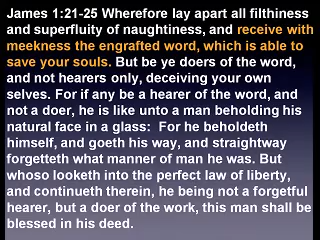 James 1:21-25 Wherefore lay apart all filthiness
and superfluity of naughtiness, and receive with
meekness the engrafted word, which is able to
save your souls. But be ye doers of the word,
and not hearers only, deceiving your own
selves. For if any be a hearer of the word, and
not a doer, he is like unto a man beholding his
natural face in a glass:  For he beholdeth
himself, and goeth his way, and straightway
forgetteth what manner of man he was. But
whoso looketh into the perfect law of liberty,
and continueth therein, he being not a forgetful
hearer, but a doer of the work, this man shall be
blessed in his deed.